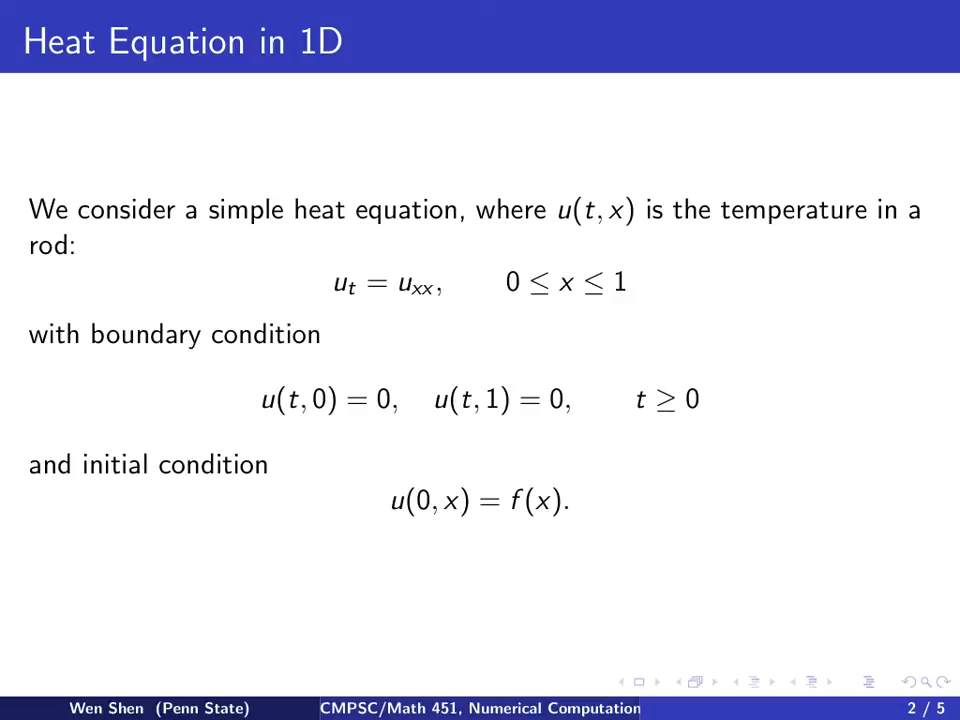 Heat Equation in 1D
We consider a simple heat equation, where u(t, x) is the temperature in a
rod:
u_t = u_{xx},   0 ≤ x ≤ 1
with boundary condition
u(t, 0) = 0,   u(t, 1) = 0,   t ≥ 0
and initial condition
u(0, x) = f(x).
Wen Shen (Penn State)   CMPSC/Math 451, Numerical Computation   2 / 5